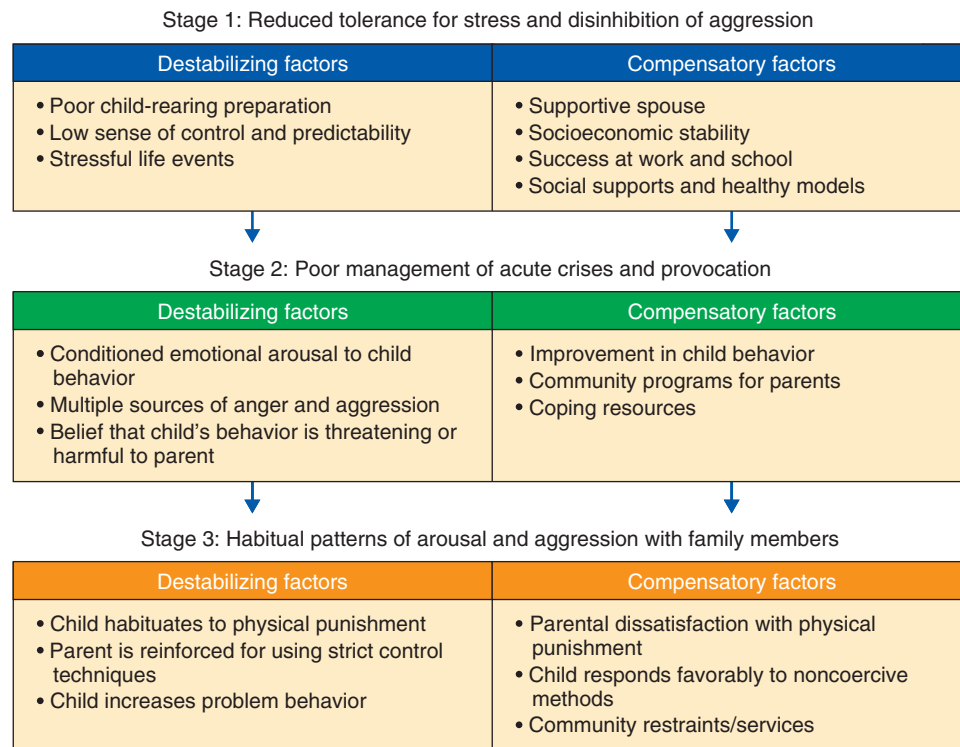 Stage 1: Reduced tolerance for stress and disinhibition of aggression
Destabilizing factors
• Poor child-rearing preparation
• Low sense of control and predictability
• Stressful life events
Compensatory factors
• Supportive spouse
• Socioeconomic stability
• Success at work and school
• Social supports and healthy models
Stage 2: Poor management of acute crises and provocation
Destabilizing factors
• Conditioned emotional arousal to child
behavior
• Multiple sources of anger and aggression
• Belief that child's behavior is threatening or
harmful to parent
Compensatory factors
• Improvement in child behavior
• Community programs for parents
• Coping resources
Stage 3: Habitual patterns of arousal and aggression with family members
Destabilizing factors
• Child habituates to physical punishment
• Parent is reinforced for using strict control
techniques
• Child increases problem behavior
Compensatory factors
• Parental dissatisfaction with physical
punishment
• Child responds favorably to noncoercive
methods
• Community restraints/services